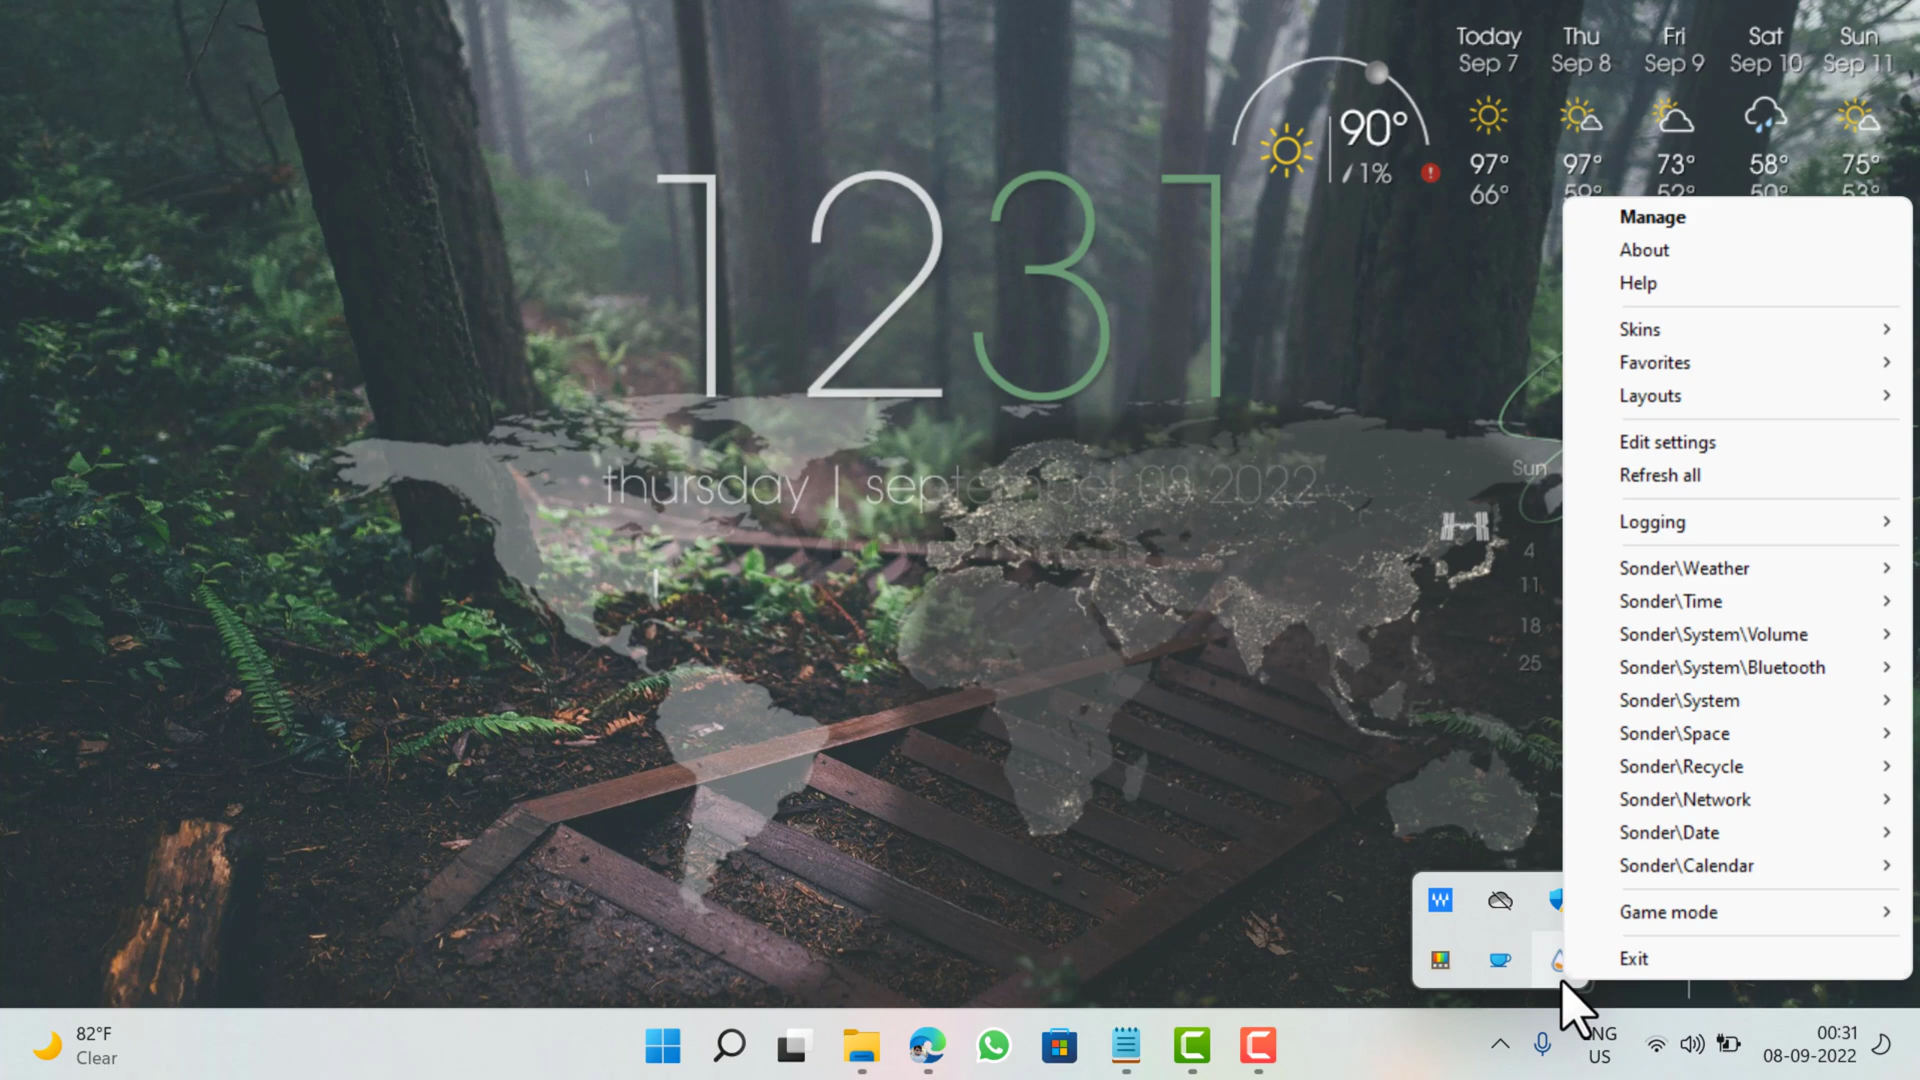 Today Thu Fri Sat Sun
Sep 7 Sep 8 Sep 9 Sep 10 Sep 11
90°
1%
97° 97° 73° 58° 75°
66° 59° 52° 50° 53°
1231
thursday | september 08 2022
Sun
4
11
18
25
Manage
About
Help
Skins
Favorites
Layouts
Edit settings
Refresh all
Logging
Sonder\Weather
Sonder\Time
Sonder\System\Volume
Sonder\System\Bluetooth
Sonder\System
Sonder\Space
Sonder\Recycle
Sonder\Network
Sonder\Date
Sonder\Calendar
Game mode
Exit
82°F
Clear
NG
US
00:31
08-09-2022